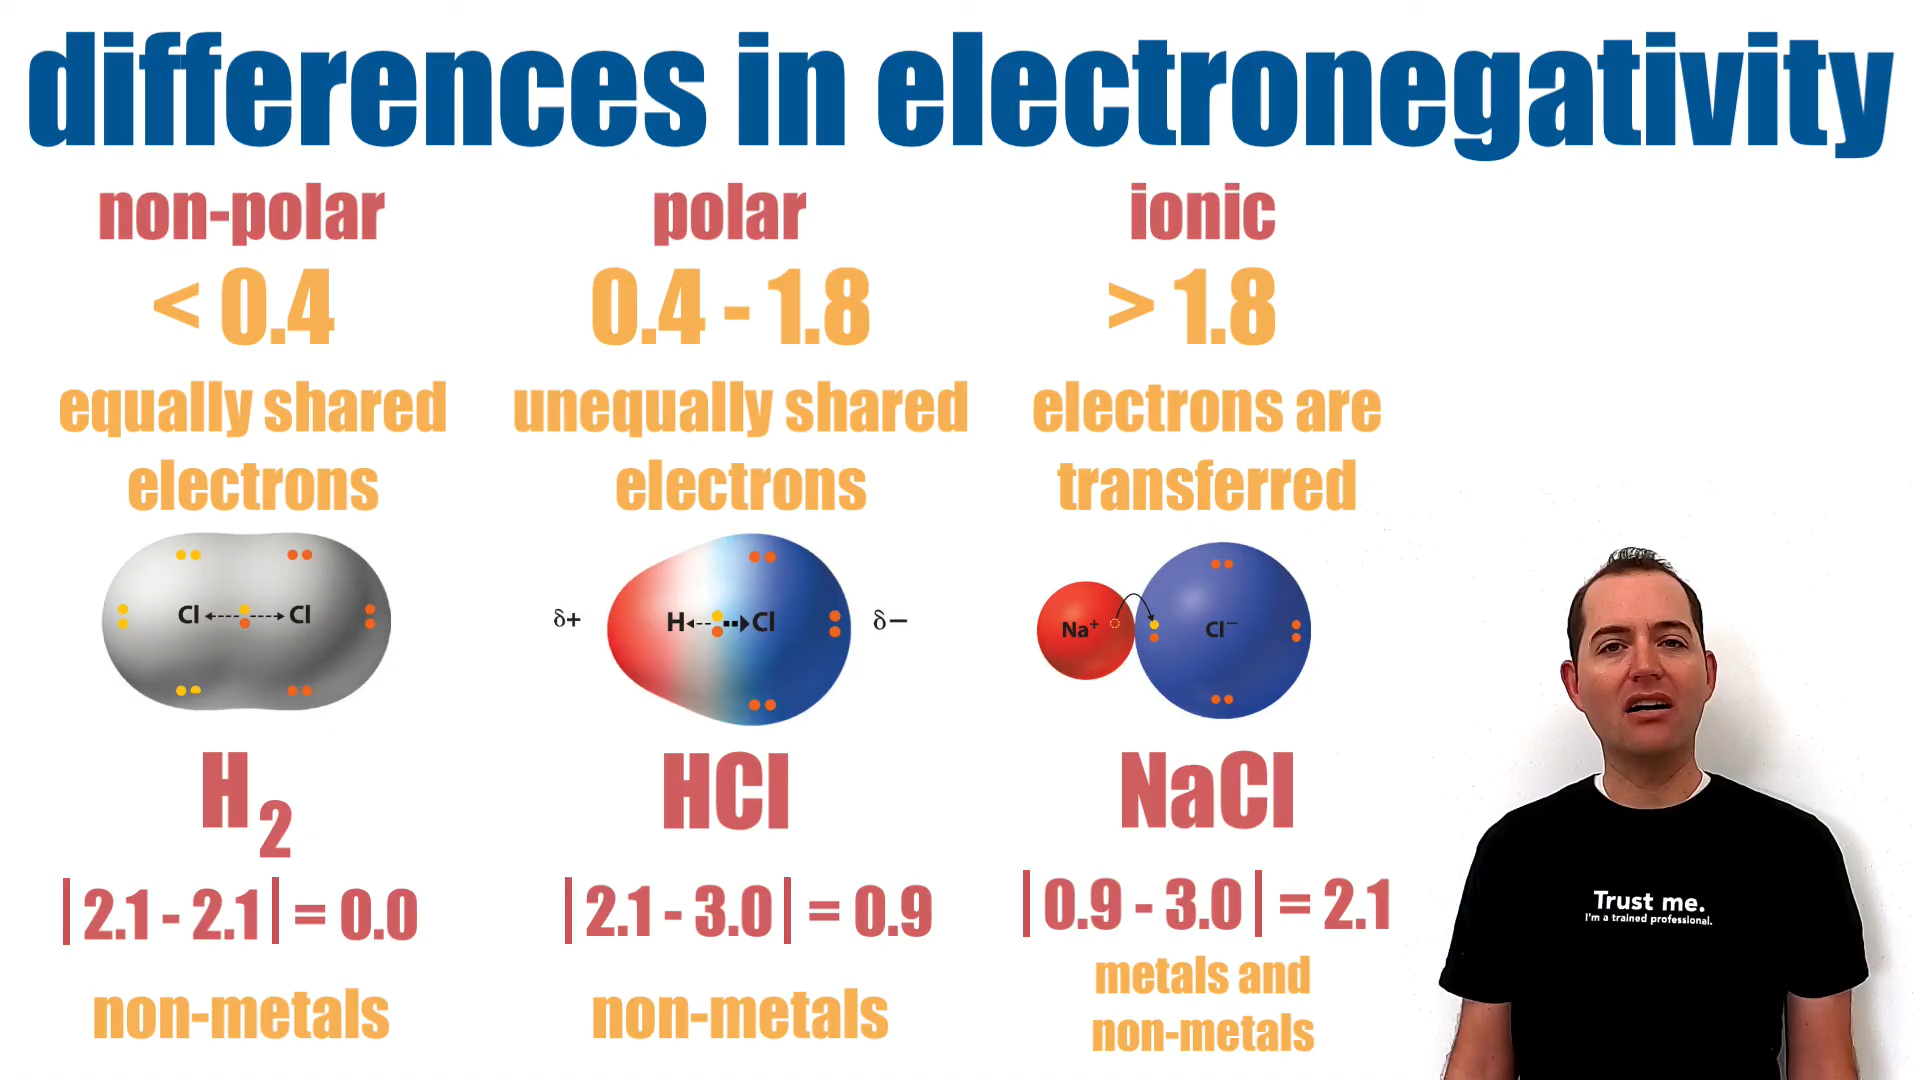 differences in electronegativity
non-polar
< 0.4
equally shared
electrons
Cl Cl
H₂
| 2.1 - 2.1 | = 0.0
non-metals
polar
0.4 - 1.8
unequally shared
electrons
δ+ H Cl δ−
HCl
| 2.1 - 3.0 | = 0.9
non-metals
ionic
> 1.8
electrons are
transferred
Na⁺ Cl⁻
NaCl
| 0.9 - 3.0 | = 2.1
metals and
non-metals
Trust me.
I'm a trained professional.